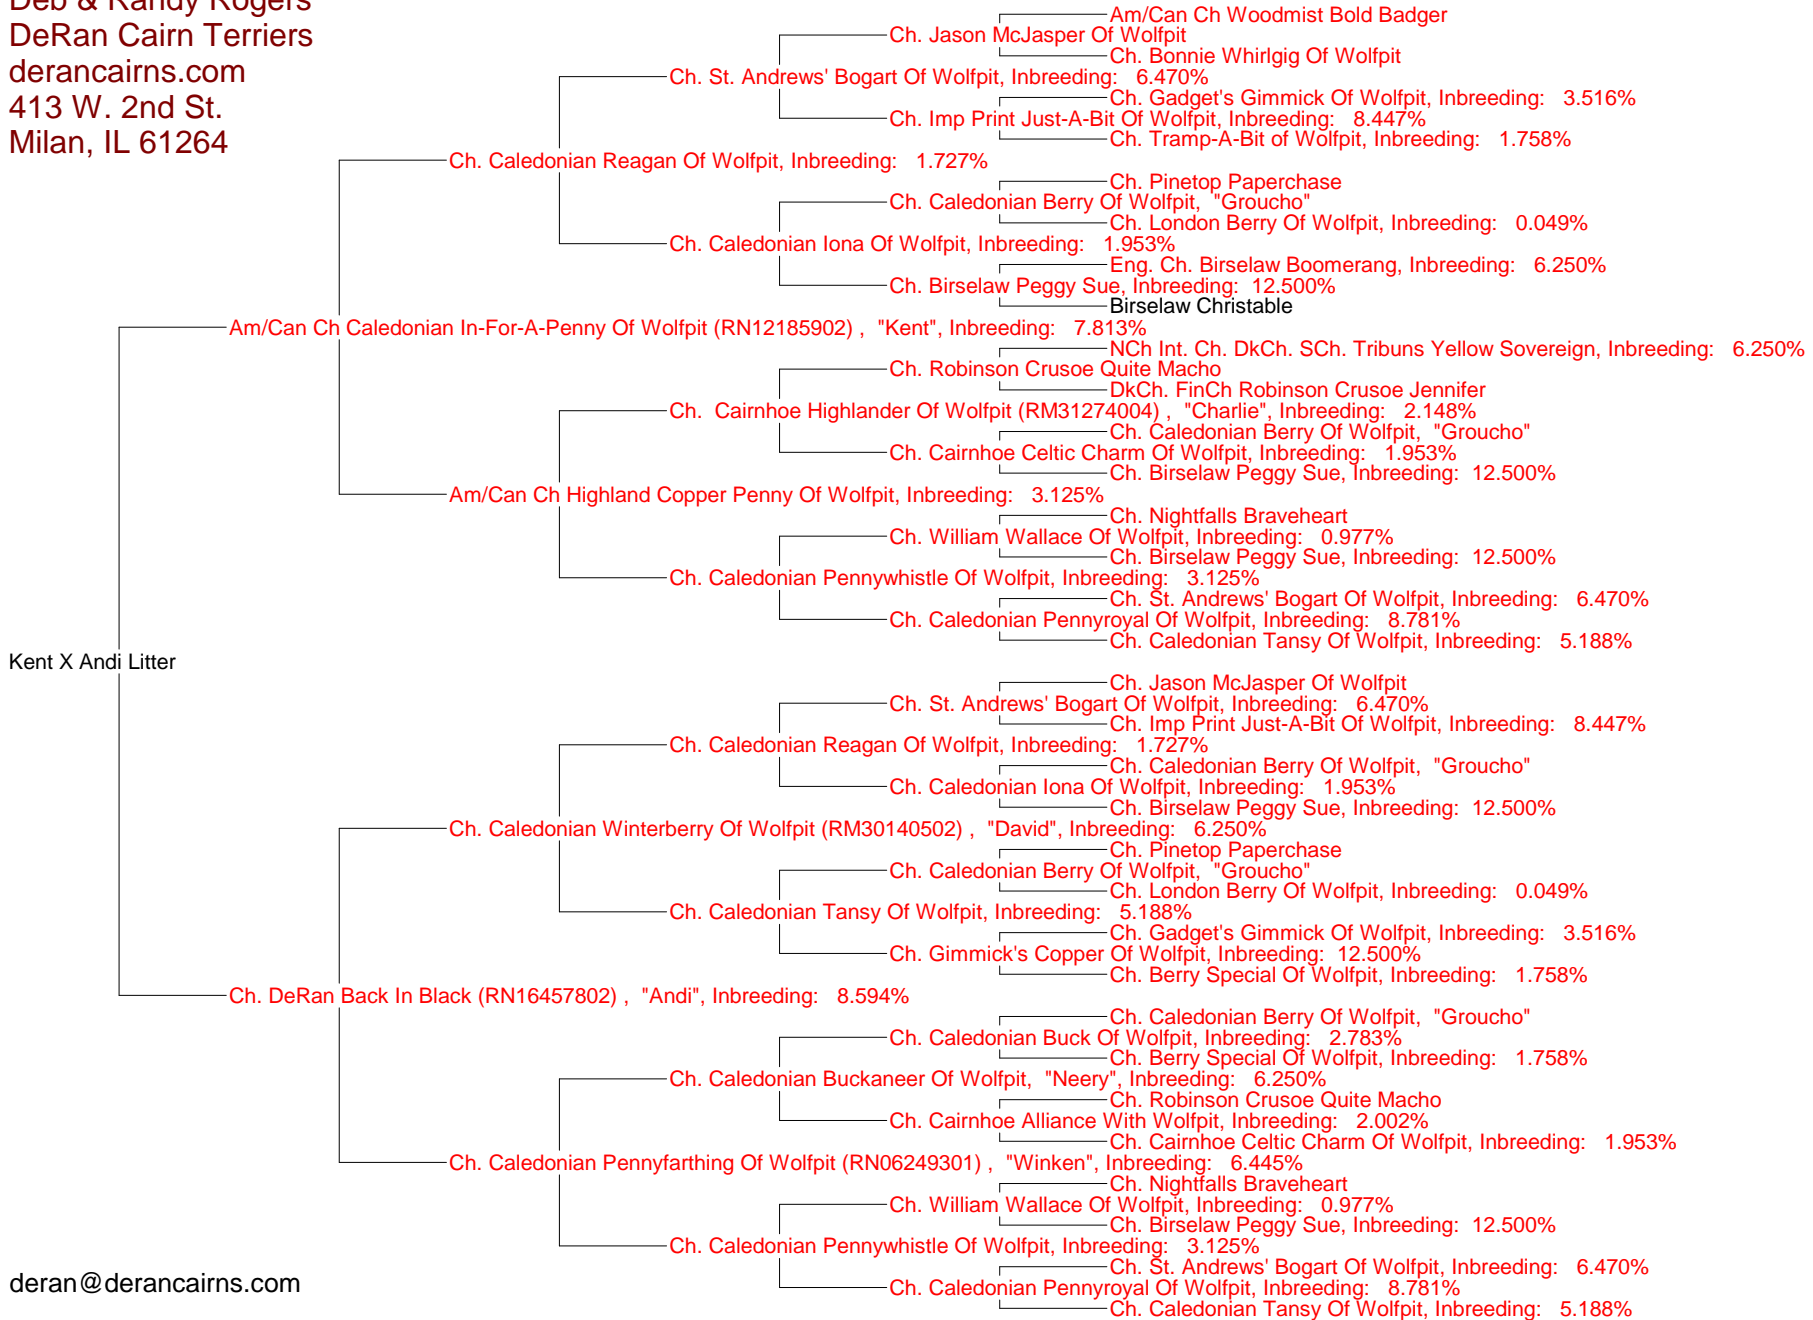 Deb & Randy Rogers
DeRan Cairn Terriers
derancairns.com
413 W. 2nd St.
Milan, IL 61264
Am/Can Ch Woodmist Bold Badger
Ch. Jason McJasper Of Wolfpit
Ch. Bonnie Whirlgig Of Wolfpit
Ch. St. Andrews' Bogart Of Wolfpit, Inbreeding: 6.470%
Ch. Gadget's Gimmick Of Wolfpit, Inbreeding: 3.516%
Ch. Imp Print Just-A-Bit Of Wolfpit, Inbreeding: 8.447%
Ch. Tramp-A-Bit of Wolfpit, Inbreeding: 1.758%
Ch. Caledonian Reagan Of Wolfpit, Inbreeding: 1.727%
Ch. Pinetop Paperchase
Ch. Caledonian Berry Of Wolfpit, "Groucho"
Ch. London Berry Of Wolfpit, Inbreeding: 0.049%
Ch. Caledonian Iona Of Wolfpit, Inbreeding: 1.953%
Eng. Ch. Birselaw Boomerang, Inbreeding: 6.250%
Ch. Birselaw Peggy Sue, Inbreeding: 12.500%
Birselaw Christable
Am/Can Ch Caledonian In-For-A-Penny Of Wolfpit (RN12185902) , "Kent", Inbreeding: 7.813%
NCh Int. Ch. DkCh. SCh. Tribuns Yellow Sovereign, Inbreeding: 6.250%
Ch. Robinson Crusoe Quite Macho
DkCh. FinCh Robinson Crusoe Jennifer
Ch. Cairnhoe Highlander Of Wolfpit (RM31274004) , "Charlie", Inbreeding: 2.148%
Ch. Caledonian Berry Of Wolfpit, "Groucho"
Ch. Cairnhoe Celtic Charm Of Wolfpit, Inbreeding: 1.953%
Ch. Birselaw Peggy Sue, Inbreeding: 12.500%
Am/Can Ch Highland Copper Penny Of Wolfpit, Inbreeding: 3.125%
Ch. Nightfalls Braveheart
Ch. William Wallace Of Wolfpit, Inbreeding: 0.977%
Ch. Birselaw Peggy Sue, Inbreeding: 12.500%
Ch. Caledonian Pennywhistle Of Wolfpit, Inbreeding: 3.125%
Ch. St. Andrews' Bogart Of Wolfpit, Inbreeding: 6.470%
Ch. Caledonian Pennyroyal Of Wolfpit, Inbreeding: 8.781%
Ch. Caledonian Tansy Of Wolfpit, Inbreeding: 5.188%
Kent X Andi Litter
Ch. Jason McJasper Of Wolfpit
Ch. St. Andrews' Bogart Of Wolfpit, Inbreeding: 6.470%
Ch. Imp Print Just-A-Bit Of Wolfpit, Inbreeding: 8.447%
Ch. Caledonian Reagan Of Wolfpit, Inbreeding: 1.727%
Ch. Caledonian Berry Of Wolfpit, "Groucho"
Ch. Caledonian Iona Of Wolfpit, Inbreeding: 1.953%
Ch. Birselaw Peggy Sue, Inbreeding: 12.500%
Ch. Caledonian Winterberry Of Wolfpit (RM30140502) , "David", Inbreeding: 6.250%
Ch. Pinetop Paperchase
Ch. Caledonian Berry Of Wolfpit, "Groucho"
Ch. London Berry Of Wolfpit, Inbreeding: 0.049%
Ch. Caledonian Tansy Of Wolfpit, Inbreeding: 5.188%
Ch. Gadget's Gimmick Of Wolfpit, Inbreeding: 3.516%
Ch. Gimmick's Copper Of Wolfpit, Inbreeding: 12.500%
Ch. Berry Special Of Wolfpit, Inbreeding: 1.758%
Ch. DeRan Back In Black (RN16457802) , "Andi", Inbreeding: 8.594%
Ch. Caledonian Berry Of Wolfpit, "Groucho"
Ch. Caledonian Buck Of Wolfpit, Inbreeding: 2.783%
Ch. Berry Special Of Wolfpit, Inbreeding: 1.758%
Ch. Caledonian Buckaneer Of Wolfpit, "Neery", Inbreeding: 6.250%
Ch. Robinson Crusoe Quite Macho
Ch. Cairnhoe Alliance With Wolfpit, Inbreeding: 2.002%
Ch. Cairnhoe Celtic Charm Of Wolfpit, Inbreeding: 1.953%
Ch. Caledonian Pennyfarthing Of Wolfpit (RN06249301) , "Winken", Inbreeding: 6.445%
Ch. Nightfalls Braveheart
Ch. William Wallace Of Wolfpit, Inbreeding: 0.977%
Ch. Birselaw Peggy Sue, Inbreeding: 12.500%
Ch. Caledonian Pennywhistle Of Wolfpit, Inbreeding: 3.125%
Ch. St. Andrews' Bogart Of Wolfpit, Inbreeding: 6.470%
Ch. Caledonian Pennyroyal Of Wolfpit, Inbreeding: 8.781%
Ch. Caledonian Tansy Of Wolfpit, Inbreeding: 5.188%
deran@derancairns.com